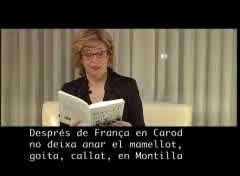 Després de França en Carod
no deixa anar el mamellot,
goita, callat, en Montilla